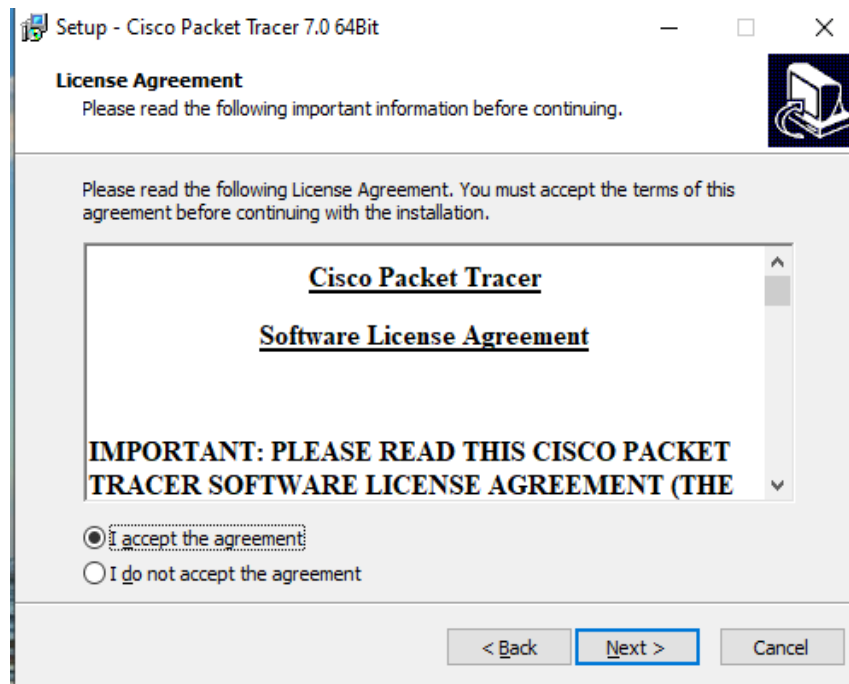 Setup - Cisco Packet Tracer 7.0 64Bit
License Agreement
Please read the following important information before continuing.
Please read the following License Agreement. You must accept the terms of this
agreement before continuing with the installation.
Cisco Packet Tracer
Software License Agreement
IMPORTANT: PLEASE READ THIS CISCO PACKET
TRACER SOFTWARE LICENSE AGREEMENT (THE
I accept the agreement
I do not accept the agreement
< Back Next > Cancel